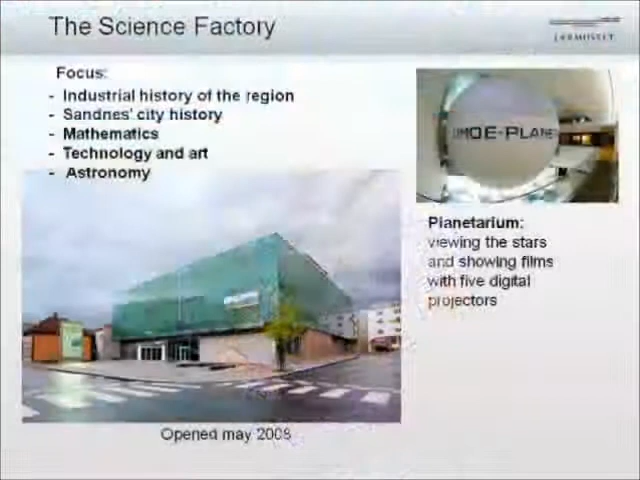 The Science Factory
JÆRMUSEET
Focus:
- Industrial history of the region
- Sandnes' city history
- Mathematics
- Technology and art
- Astronomy
Planetarium:
viewing the stars
and showing films
with five digital
projectors
Opened may 2008